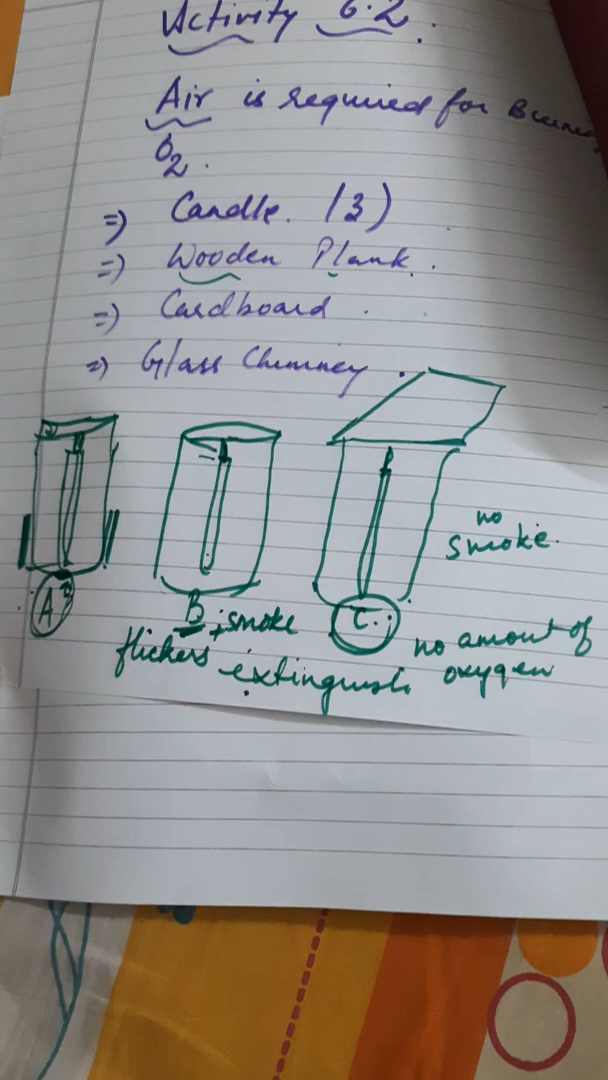 Activity 6.2.
Air is required for Burning
O2.
=) Candle. (3)
=) Wooden Plank.
=) Cardboard.
=) Glass Chimney.
no
smoke.
A
B ; smoke
C
flickers
extinguish
no amount of
oxygen